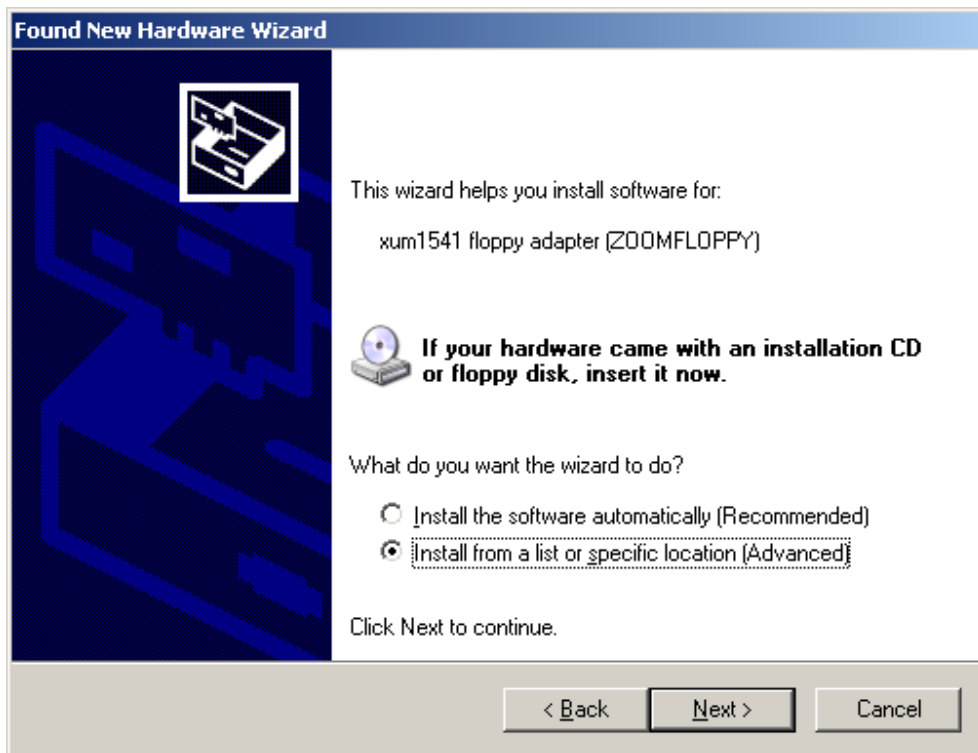 Found New Hardware Wizard
This wizard helps you install software for:
xum1541 floppy adapter (ZOOMFLOPPY)
If your hardware came with an installation CD
or floppy disk, insert it now.
What do you want the wizard to do?
Install the software automatically (Recommended)
Install from a list or specific location (Advanced)
Click Next to continue.
< Back Next > Cancel